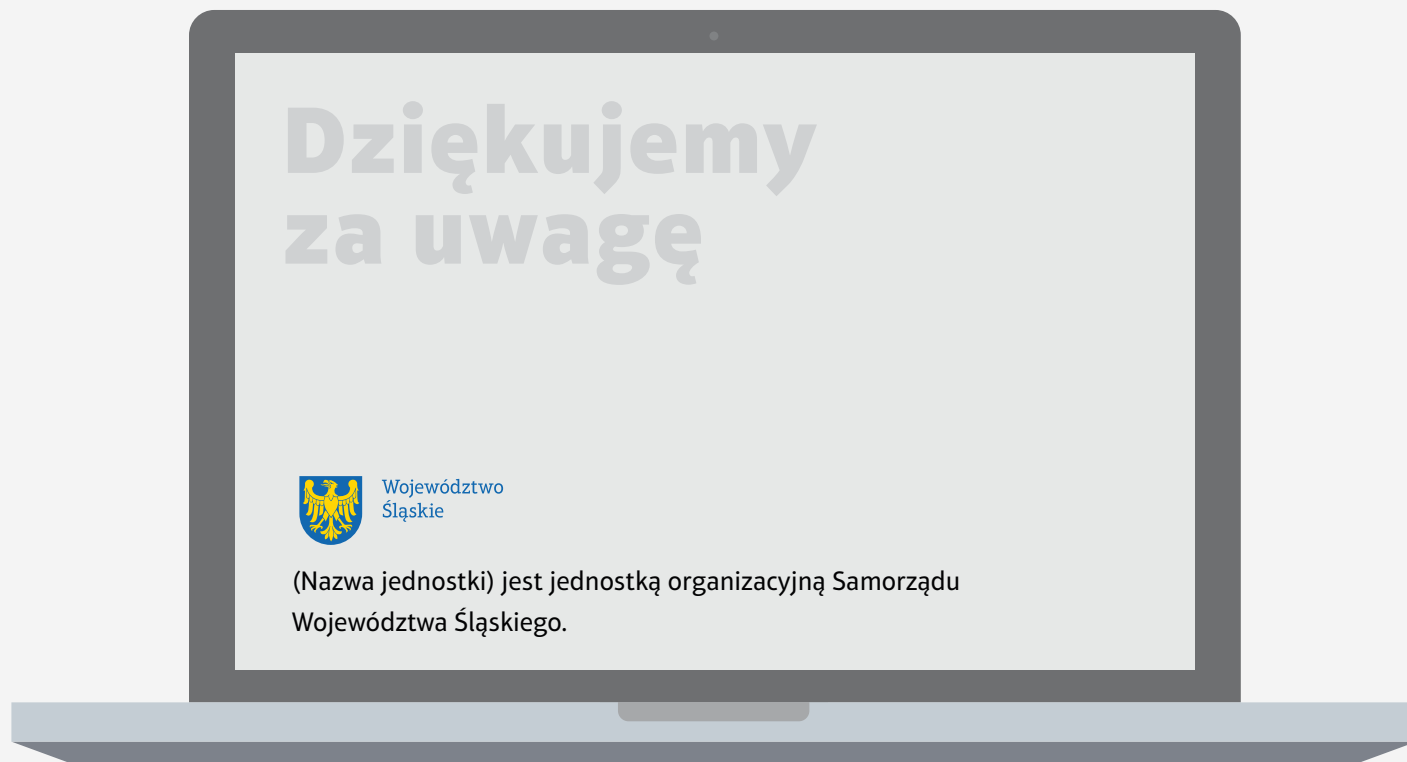 Dziękujemy
za uwagę
Województwo
Śląskie
(Nazwa jednostki) jest jednostką organizacyjną Samorządu
Województwa Śląskiego.